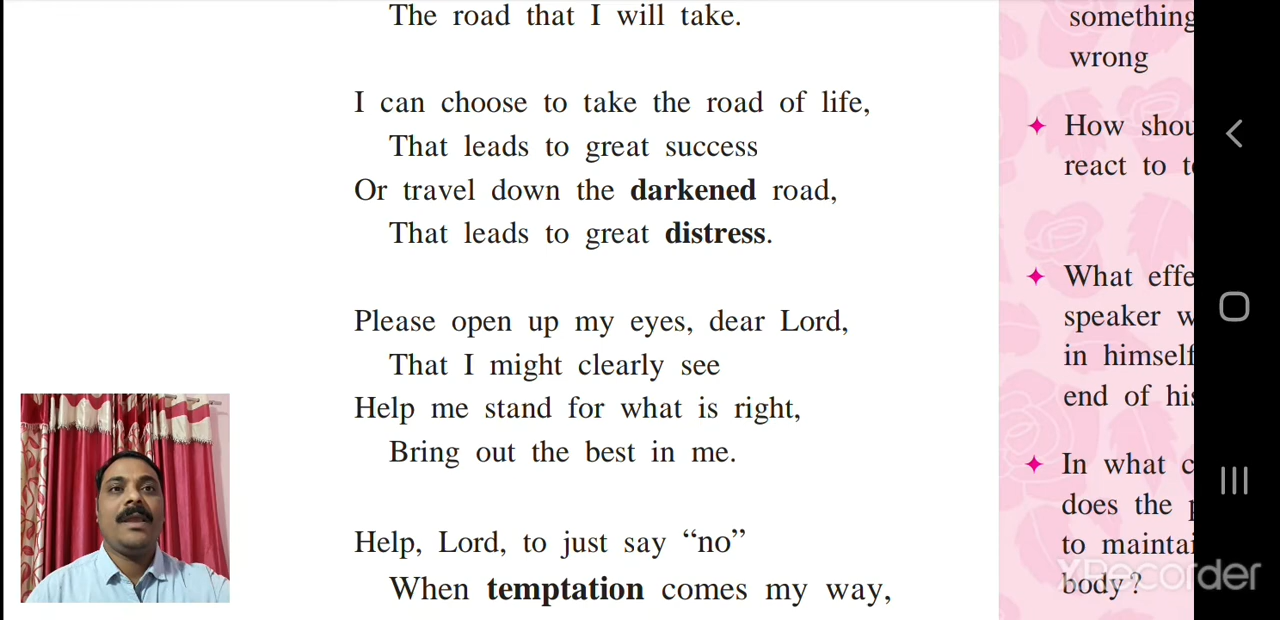 The road that I will take.
I can choose to take the road of life,
That leads to great success
Or travel down the darkened road,
That leads to great distress.
Please open up my eyes, dear Lord,
That I might clearly see
Help me stand for what is right,
Bring out the best in me.
Help, Lord, to just say “no”
When temptation comes my way,
something
wrong
How shou
react to t
What effe
speaker w
in himself
end of his
In what c
does the p
to maintai
body?
XRecorder